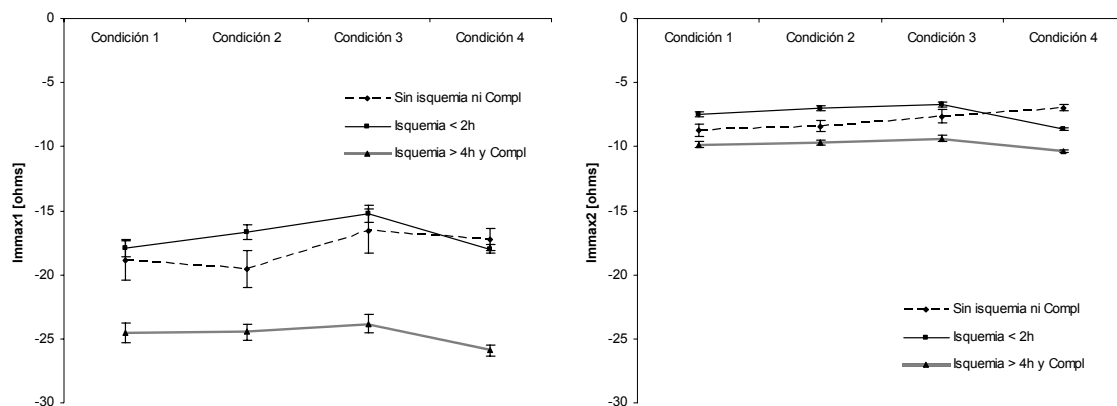 0
Condición 1 Condición 2 Condición 3 Condición 4
-5
Sin isquemia ni Compl
Isquemia < 2h
Isquemia > 4h y Compl
-10
-15
-20
-25
-30
Immax1 [ohms]
0
Condición 1 Condición 2 Condición 3 Condición 4
-5
-10
-15
-20
-25
-30
Immax2 [ohms]
Sin isquemia ni Compl
Isquemia < 2h
Isquemia > 4h y Compl